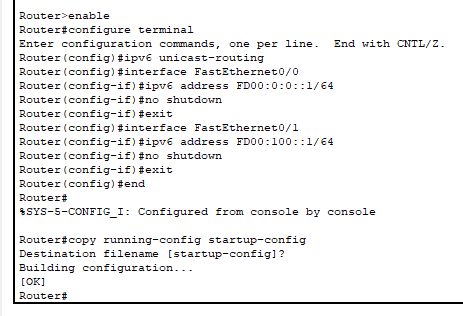 Router>enable
Router#configure terminal
Enter configuration commands, one per line.  End with CNTL/Z.
Router(config)#ipv6 unicast-routing
Router(config)#interface FastEthernet0/0
Router(config-if)#ipv6 address FD00:0:0::1/64
Router(config-if)#no shutdown
Router(config-if)#exit
Router(config)#interface FastEthernet0/1
Router(config-if)#ipv6 address FD00:100::1/64
Router(config-if)#no shutdown
Router(config-if)#exit
Router(config)#end
Router#
%SYS-5-CONFIG_I: Configured from console by console

Router#copy running-config startup-config
Destination filename [startup-config]?
Building configuration...
[OK]
Router#